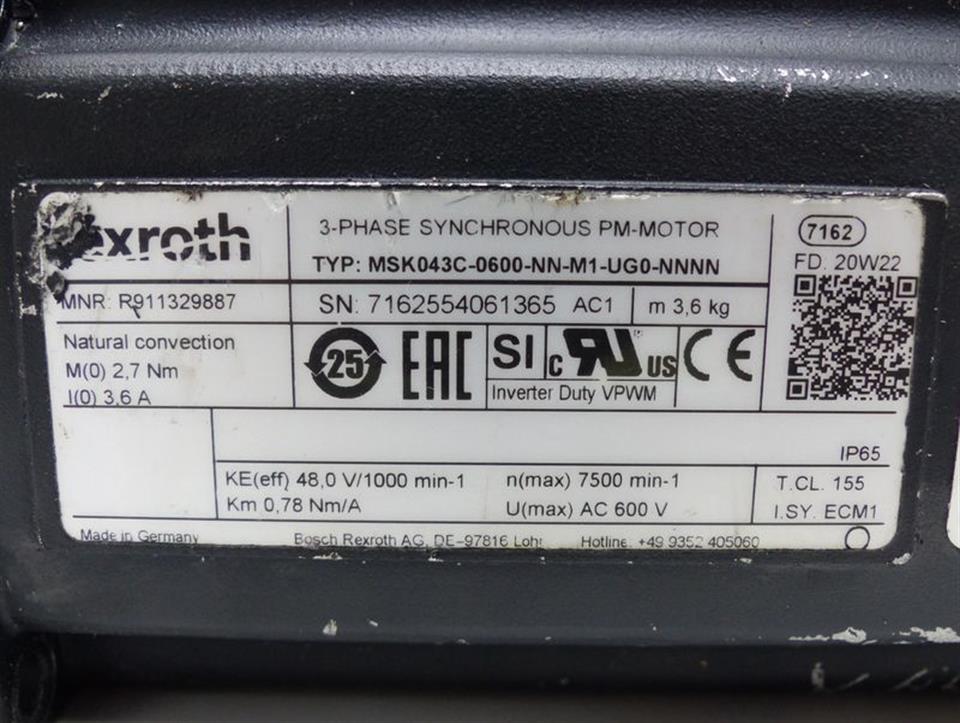 exroth
3-PHASE SYNCHRONOUS PM-MOTOR
TYP: MSK043C-0600-NN-M1-UG0-NNNN
7162
FD. 20W22
MNR: R911329887
SN: 7162554061365 AC1 m 3,6 kg
Natural convection
M(0) 2,7 Nm
I(0) 3,6 A
25
EAC
SI
c RU US
Inverter Duty VPWM
CE
IP65
KE(eff) 48,0 V/1000 min-1
Km 0,78 Nm/A
n(max) 7500 min-1
U(max) AC 600 V
T.CL. 155
I.SY. ECM1
Made in Germany
Bosch Rexroth AG, DE-97816 Lohr
Hotline: +49 9352 405060